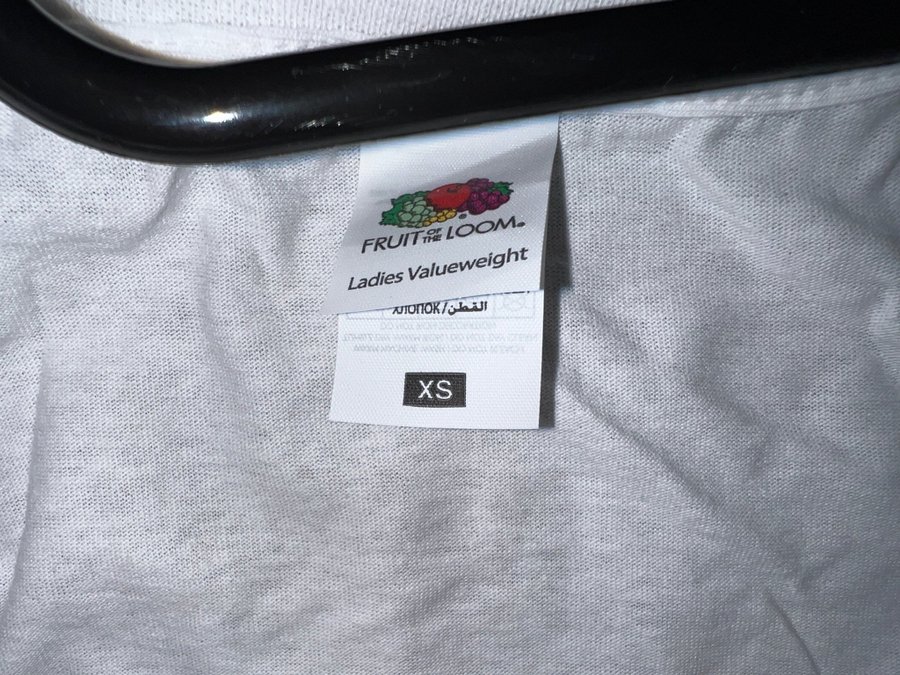 FRUIT OF THE LOOM®
Ladies Valueweight
хлопок/القطن
XS